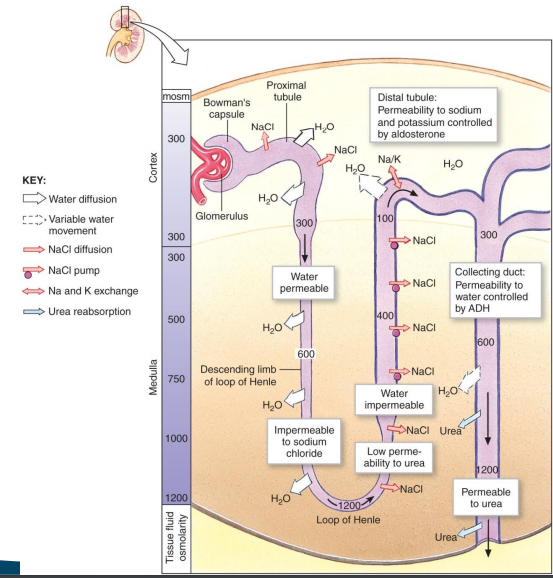 mosm
300
300
300
500
750
1000
1200
Cortex
Medulla
Tissue fluid
osmolarity
KEY:
Water diffusion
Variable water
movement
NaCl diffusion
NaCl pump
Na and K exchange
Urea reabsorption
Bowman's
capsule
Proximal
tubule
NaCl
H₂O
NaCl
H₂O
Glomerulus
300
Water
permeable
H₂O
600
Descending limb
of loop of Henle
H₂O
Impermeable
to sodium
chloride
H₂O
1200
Loop of Henle
Distal tubule:
Permeability to sodium
and potassium controlled
by aldosterone
Na/K
H₂O
H₂O
100
NaCl
NaCl
400
NaCl
NaCl
Water
impermeable
NaCl
Low perme-
ability to urea
NaCl
300
Collecting duct:
Permeability to
water controlled
by ADH
600
H₂O
Urea
1200
Permeable
to urea
Urea